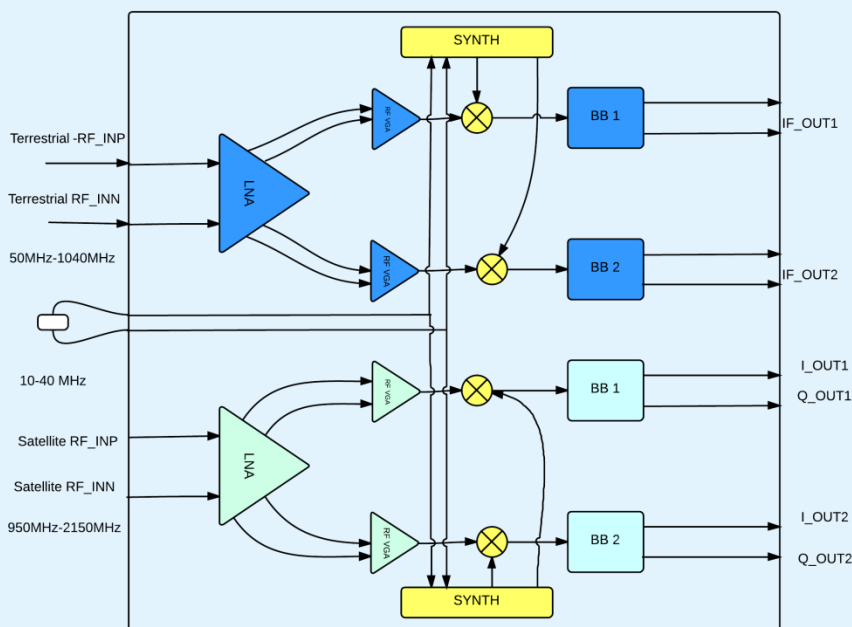 SYNTH
RF VGA
BB 1
IF_OUT1
Terrestrial -RF_INP
LNA
Terrestrial RF_INN
50MHz-1040MHz
RF VGA
BB 2
IF_OUT2
10-40 MHz
RF VGA
BB 1
I_OUT1
Q_OUT1
Satellite RF_INP
LNA
Satellite RF_INN
950MHz-2150MHz
RF VGA
BB 2
I_OUT2
Q_OUT2
SYNTH